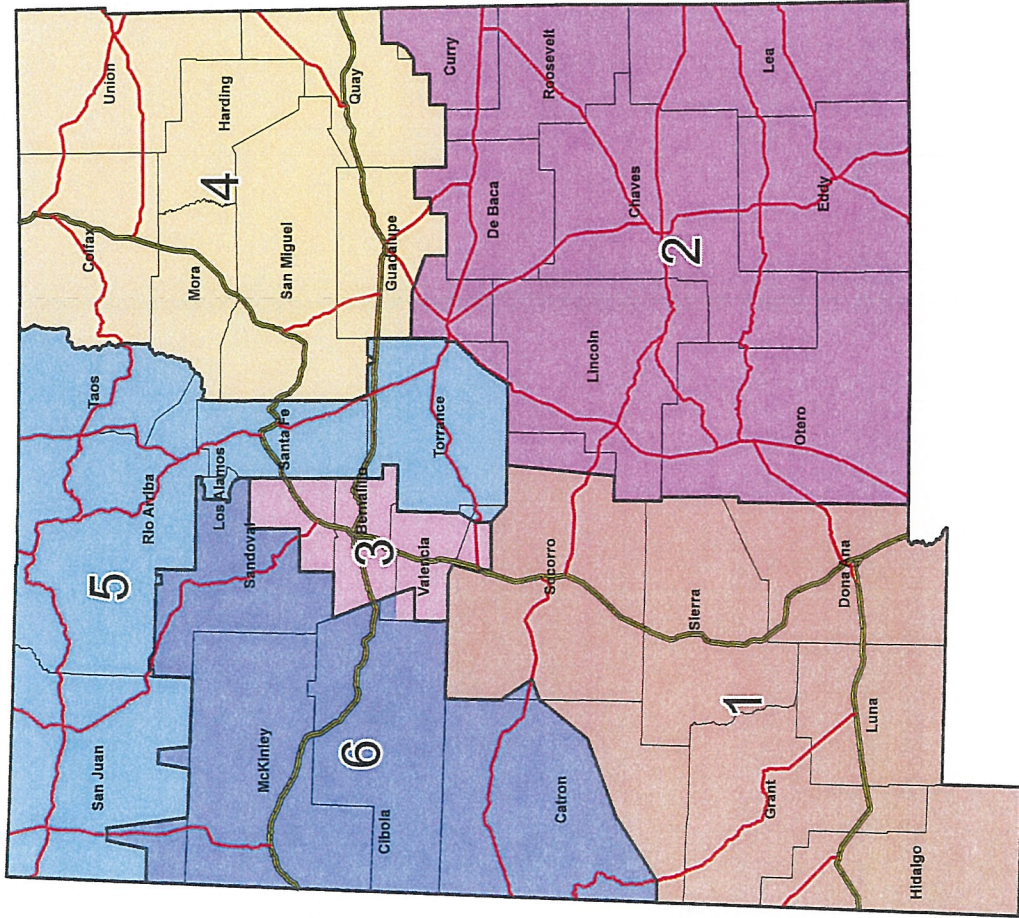 San Juan
Rio Arriba
Taos
Colfax
Union
5
Los Alamos
Mora
Harding
4
McKinley
Sandoval
Santa Fe
San Miguel
6
Bernalillo
3
Quay
Cibola
Valencia
Torrance
Guadalupe
Curry
De Baca
Catron
Socorro
Roosevelt
Lincoln
Chaves
2
Sierra
1
Grant
Otero
Lea
Eddy
Luna
Dona Ana
Hidalgo